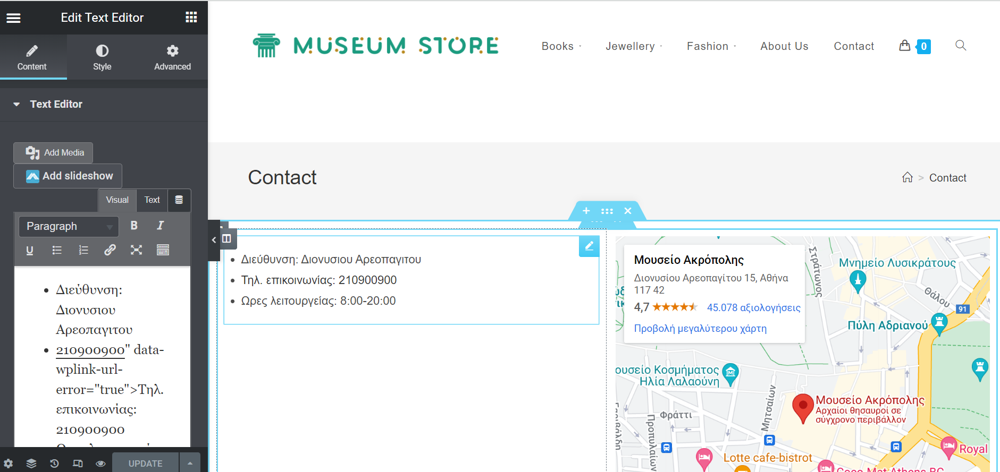 Edit Text Editor
Content
Style
Advanced
Text Editor
Add Media
Add slideshow
Visual
Text
Paragraph
B
I
U
Διεύθυνση:
Διονυσιου
Αρεοπαγιτου
210900900" data-
wplink-url-
error="true">Τηλ.
επικοινωνίας:
210900900
UPDATE
MUSEUM STORE
Books
Jewellery
Fashion
About Us
Contact
0
Contact
> Contact
Διεύθυνση: Διονυσιου Αρεοπαγιτου
Τηλ. επικοινωνίας: 210900900
Ωρες λειτουργείας: 8:00-20:00
Μουσείο Ακρόπολης
Διονυσίου Αρεοπαγίτου 15, Αθήνα
117 42
4,7
45.078 αξιολογήσεις
Προβολή μεγαλύτερου χάρτη
Στράτωνος
Μνημείο Λυσικράτους
Θάλου
91
Πύλη Αδριανού
ουσείο Κοσμήματος
Ηλία Λαλαούνη
Μουσείο Ακρόπολης
Αρχαίοι θησαυροί σε
σύγχρονο περιβάλλον
Φράττι
Μητσαίων
Προπυλαίων
Lotte cafe-bistrot
Royal
Coco-Mat Athens BC